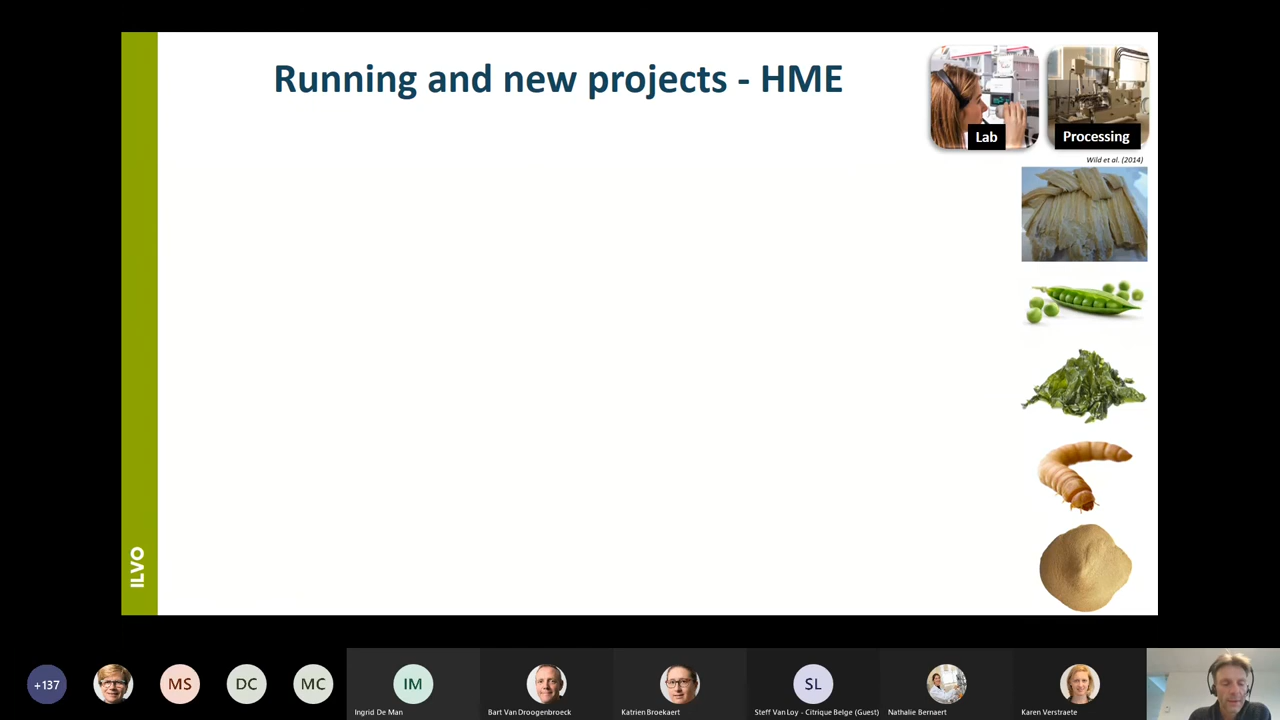 Running and new projects - HME
Lab
Processing
Wild et al. (2014)
ILVO
+137
MS
DC
MC
IM
SL
Ingrid De Man
Bart Van Droogenbroeck
Katrien Broekaert
Steff Van Loy - Citrique Belge (Guest)
Nathalie Bernaert
Karen Verstraete